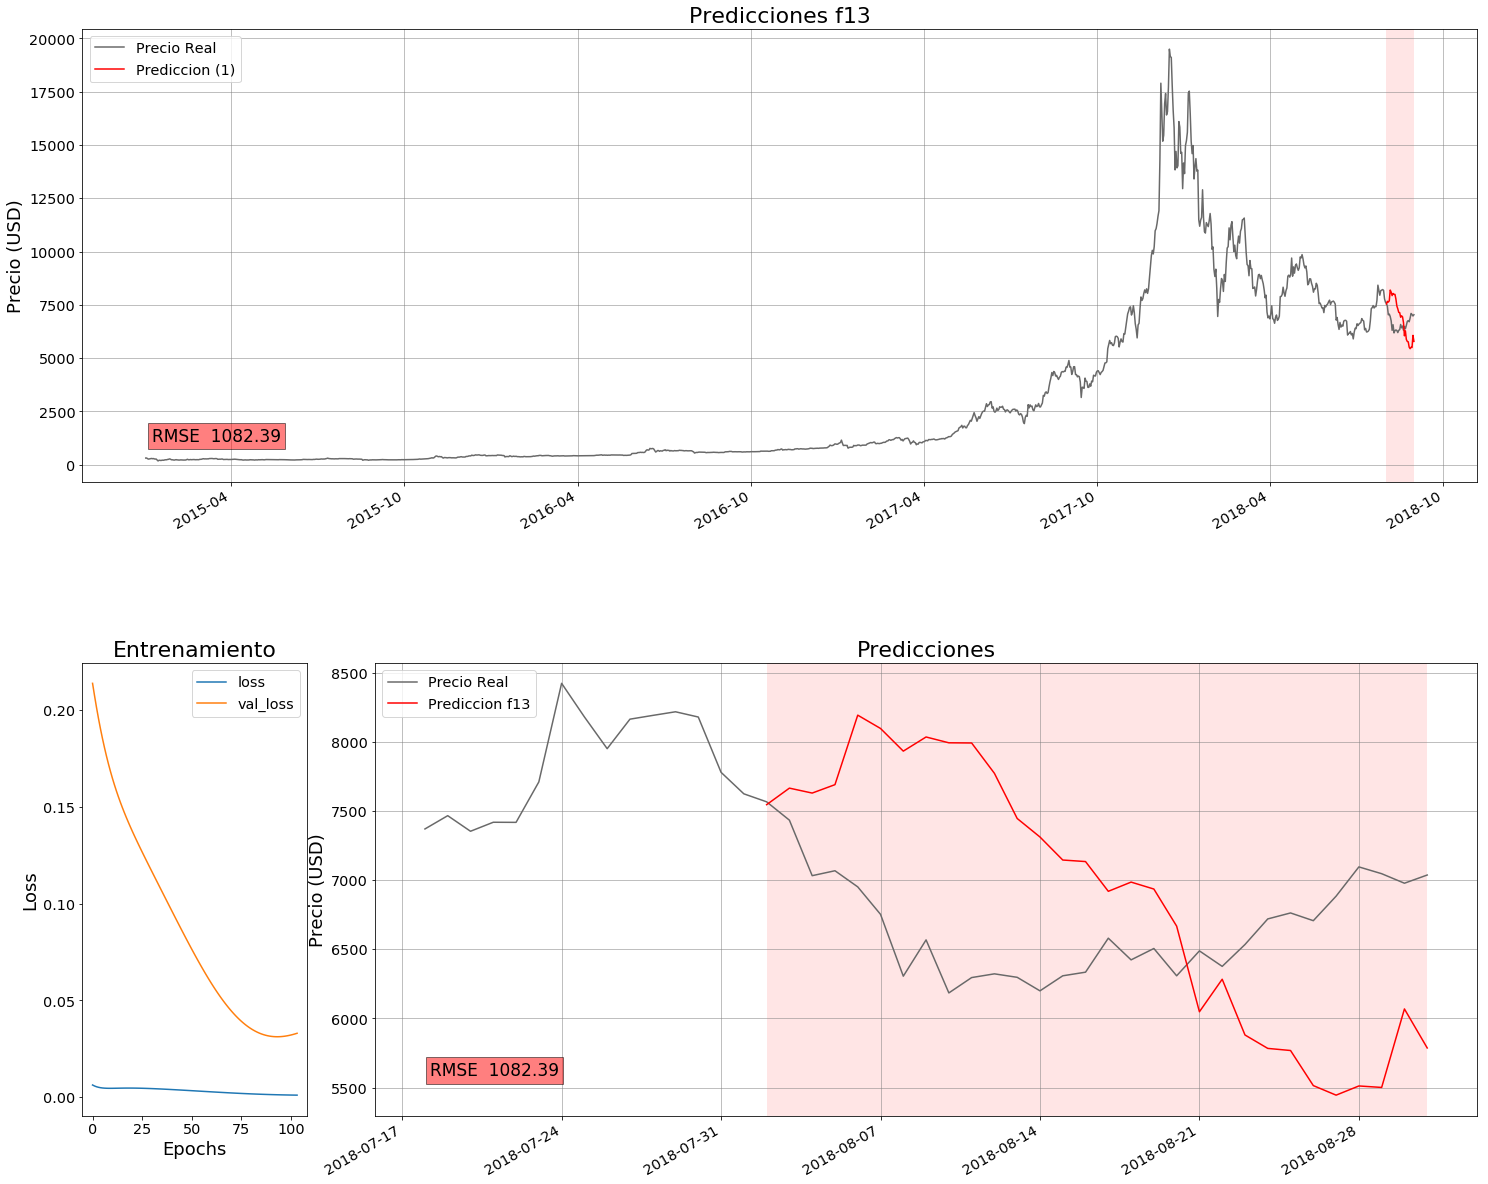 Predicciones f13
Precio Real
Prediccion (1)
Precio (USD)
20000
17500
15000
12500
10000
7500
5000
2500
0
RMSE  1082.39
2015-04
2015-10
2016-04
2016-10
2017-04
2017-10
2018-04
2018-10
Entrenamiento
loss
val_loss
Loss
0.20
0.15
0.10
0.05
0.00
0
25
50
75
100
Epochs
Predicciones
Precio Real
Prediccion f13
Precio (USD)
8500
8000
7500
7000
6500
6000
5500
RMSE  1082.39
2018-07-17
2018-07-24
2018-07-31
2018-08-07
2018-08-14
2018-08-21
2018-08-28